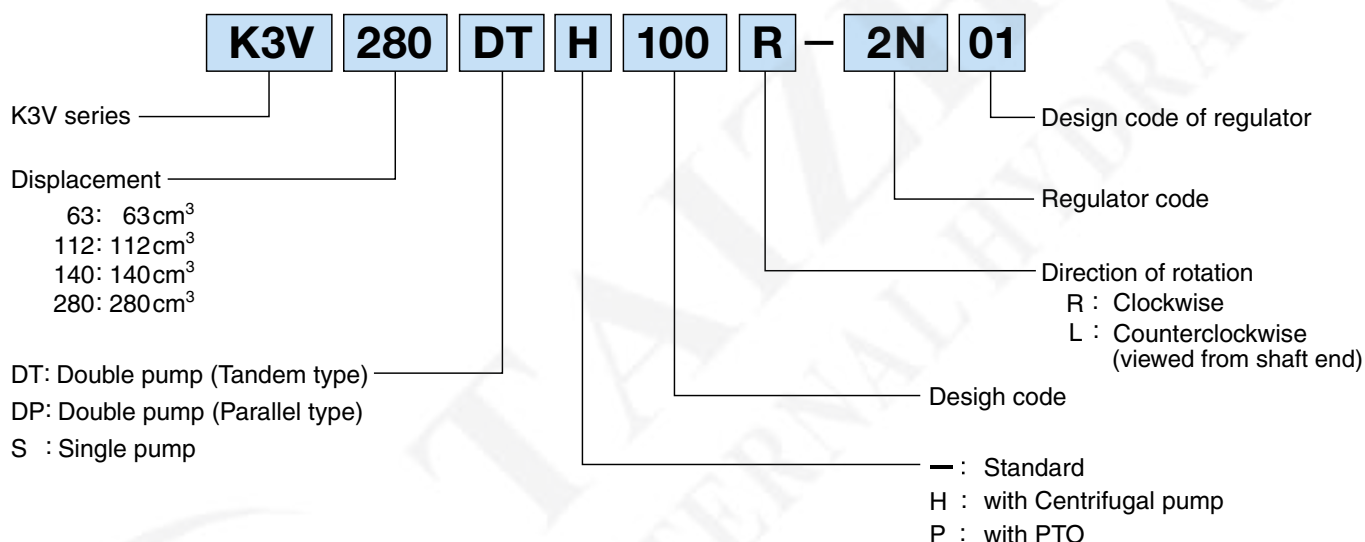 K3V 280 DT H 100 R – 2N 01
K3V series
Displacement
63: 63cm³
112: 112cm³
140: 140cm³
280: 280cm³
DT: Double pump (Tandem type)
DP: Double pump (Parallel type)
S : Single pump
Design code of regulator
Regulator code
Direction of rotation
R : Clockwise
L : Counterclockwise
(viewed from shaft end)
Desigh code
— : Standard
H : with Centrifugal pump
P : with PTO